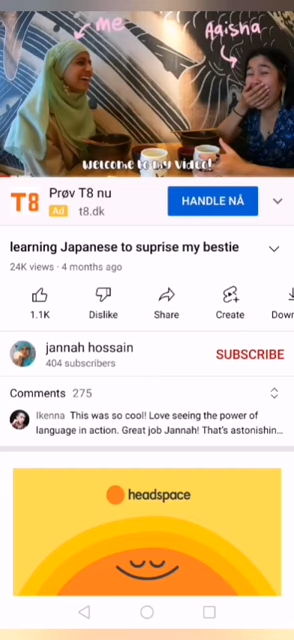 me
Aaisha
Welcome to my video!
T8
Prøv T8 nu
Ad t8.dk
HANDLE NÅ
learning Japanese to suprise my bestie
24K views · 4 months ago
1.1K
Dislike
Share
Create
Down
jannah hossain
404 subscribers
SUBSCRIBE
Comments 275
Ikenna This was so cool! Love seeing the power of
language in action. Great job Jannah! That's astonishin...
headspace